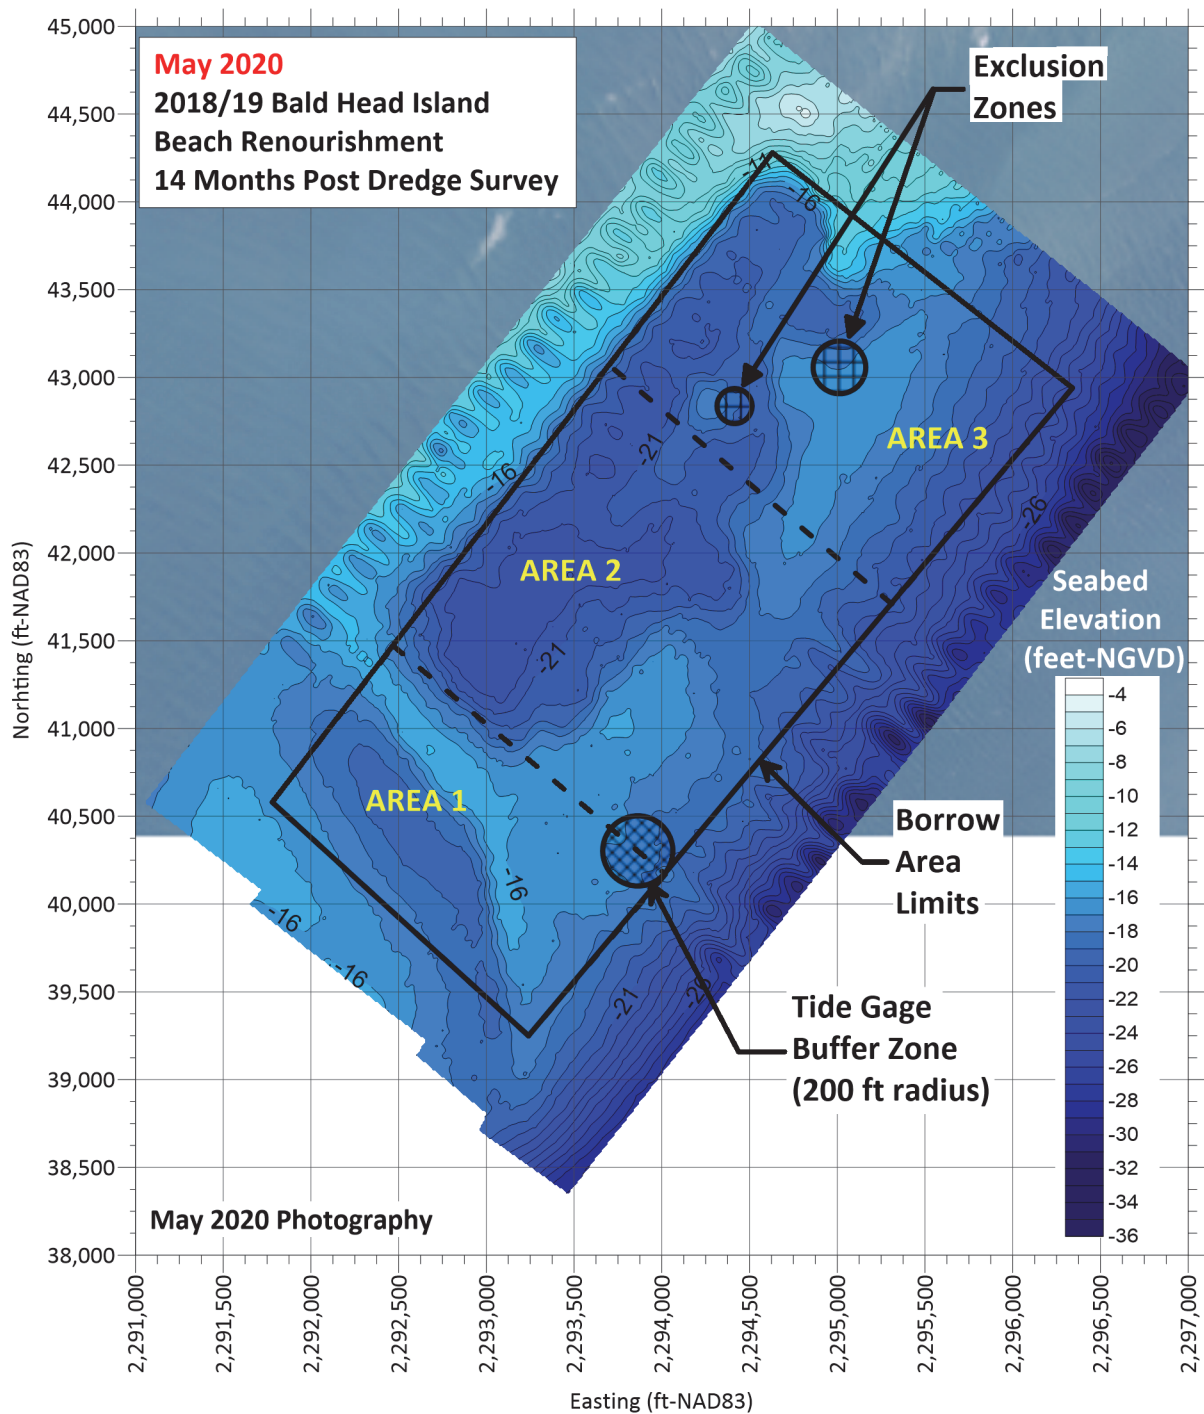 May 2020
2018/19 Bald Head Island
Beach Renourishment
14 Months Post Dredge Survey
Exclusion
Zones
45,000
44,500
44,000
43,500
43,000
42,500
42,000
41,500
41,000
40,500
40,000
39,500
39,000
38,500
38,000
Norhting (ft-NAD83)
-11
-16
-21
-16
-26
AREA 3
AREA 2
-21
AREA 1
-16
-16
-16
-21
-26
Seabed
Elevation
(feet-NGVD)
-4
-6
-8
-10
-12
-14
-16
-18
-20
-22
-24
-26
-28
-30
-32
-34
-36
Borrow
Area
Limits
Tide Gage
Buffer Zone
(200 ft radius)
May 2020 Photography
2,291,000
2,291,500
2,292,000
2,292,500
2,293,000
2,293,500
2,294,000
2,294,500
2,295,000
2,295,500
2,296,000
2,296,500
2,297,000
Easting (ft-NAD83)